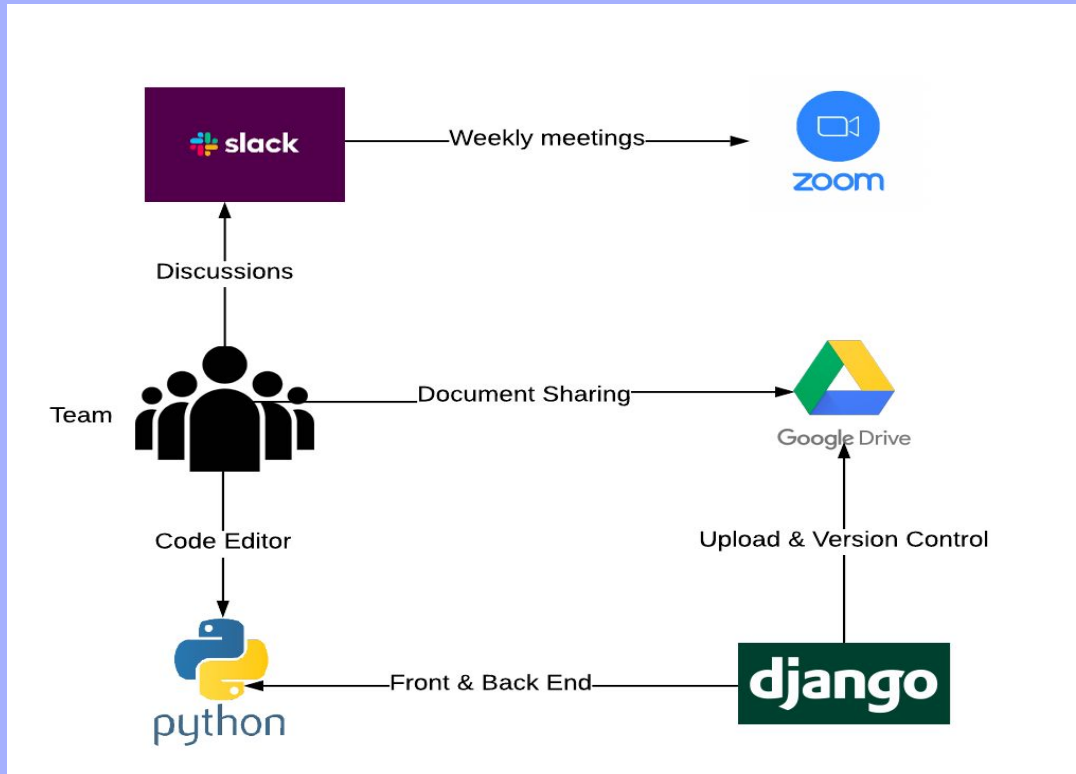 slack
Weekly meetings
zoom
Discussions
Team
Document Sharing
Google Drive
Code Editor
Upload & Version Control
python
Front & Back End
django